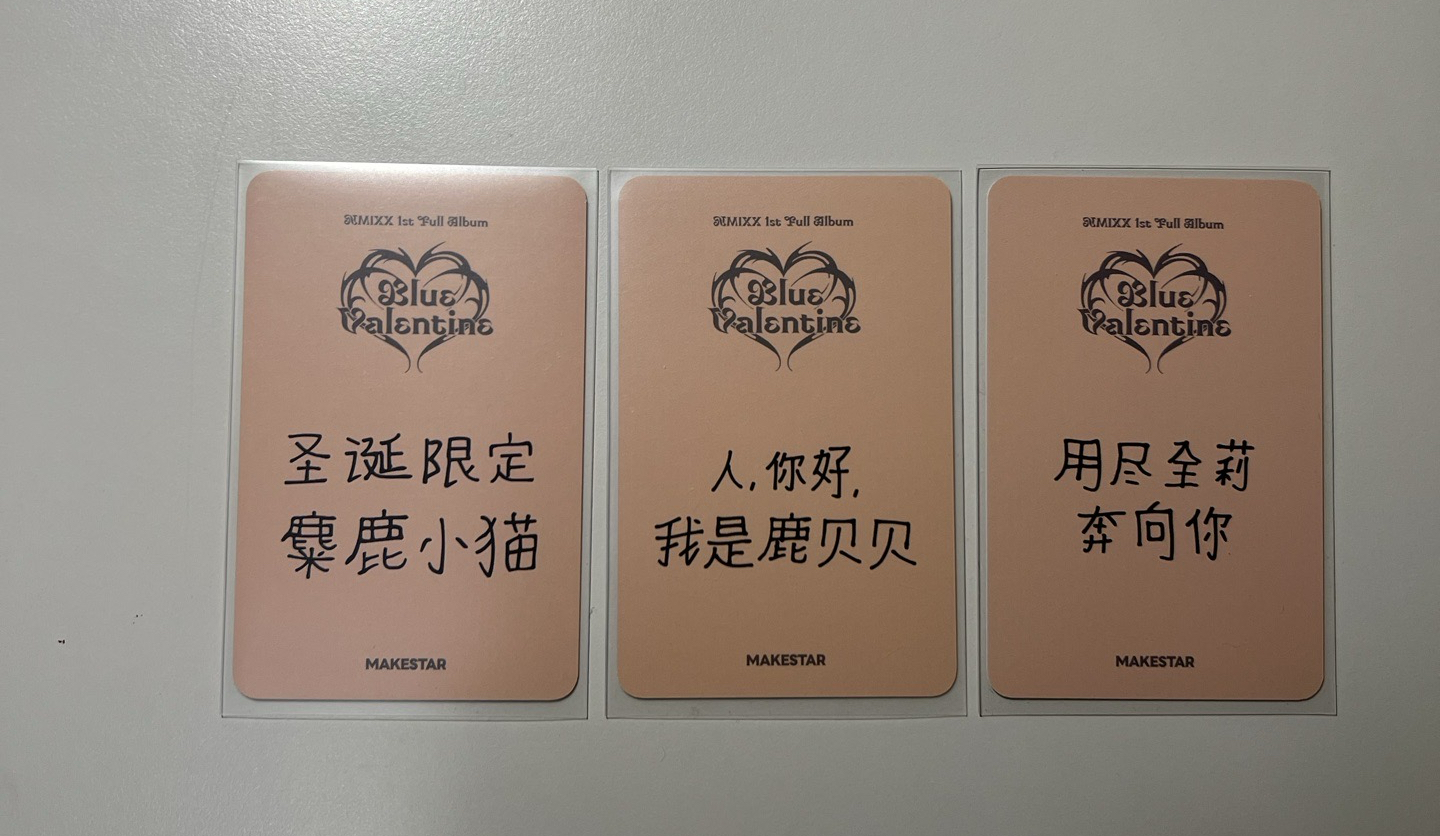 NMIXX 1st Full Album
Blue
Valentine
圣诞限定
麋鹿小猫
MAKESTAR
NMIXX 1st Full Album
Blue
Valentine
人,你好,
我是鹿贝贝
MAKESTAR
NMIXX 1st Full Album
Blue
Valentine
用尽全莉
奔向你
MAKESTAR